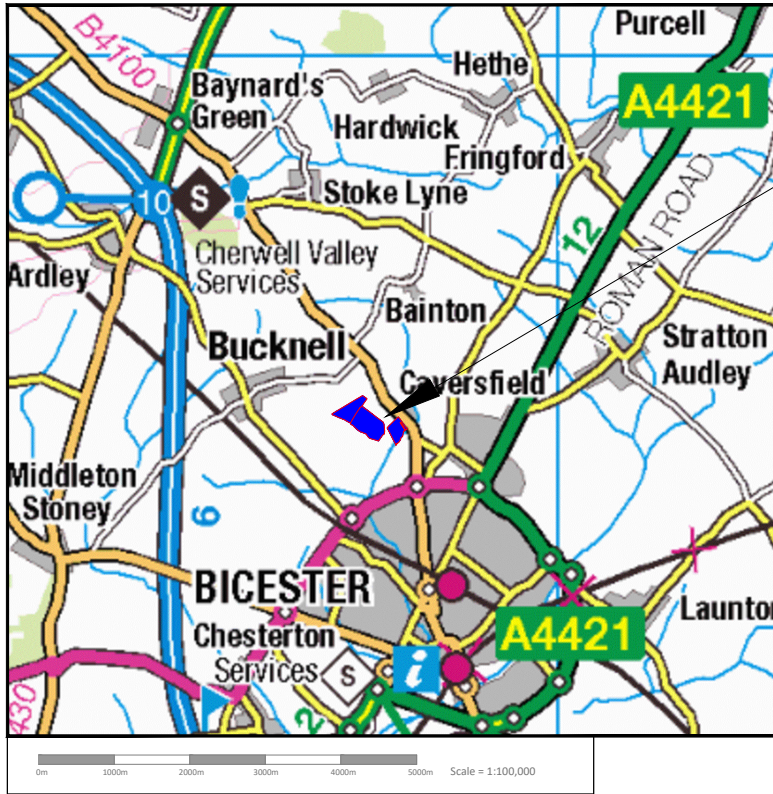 Purcell
B4100
Hethe
Baynard's
Green
A4421
Hardwick
Fringford
10
S
Stoke Lyne
12
ROMAN ROAD
Cherwell Valley
Services
Ardley
Bainton
Bucknell
Stratton
Audley
Caversfield
Middleton
Stoney
9
BICESTER
Launton
Chesterton
Services
A4421
S
i
430
2
0m 1000m 2000m 3000m 4000m 5000m Scale = 1:100,000